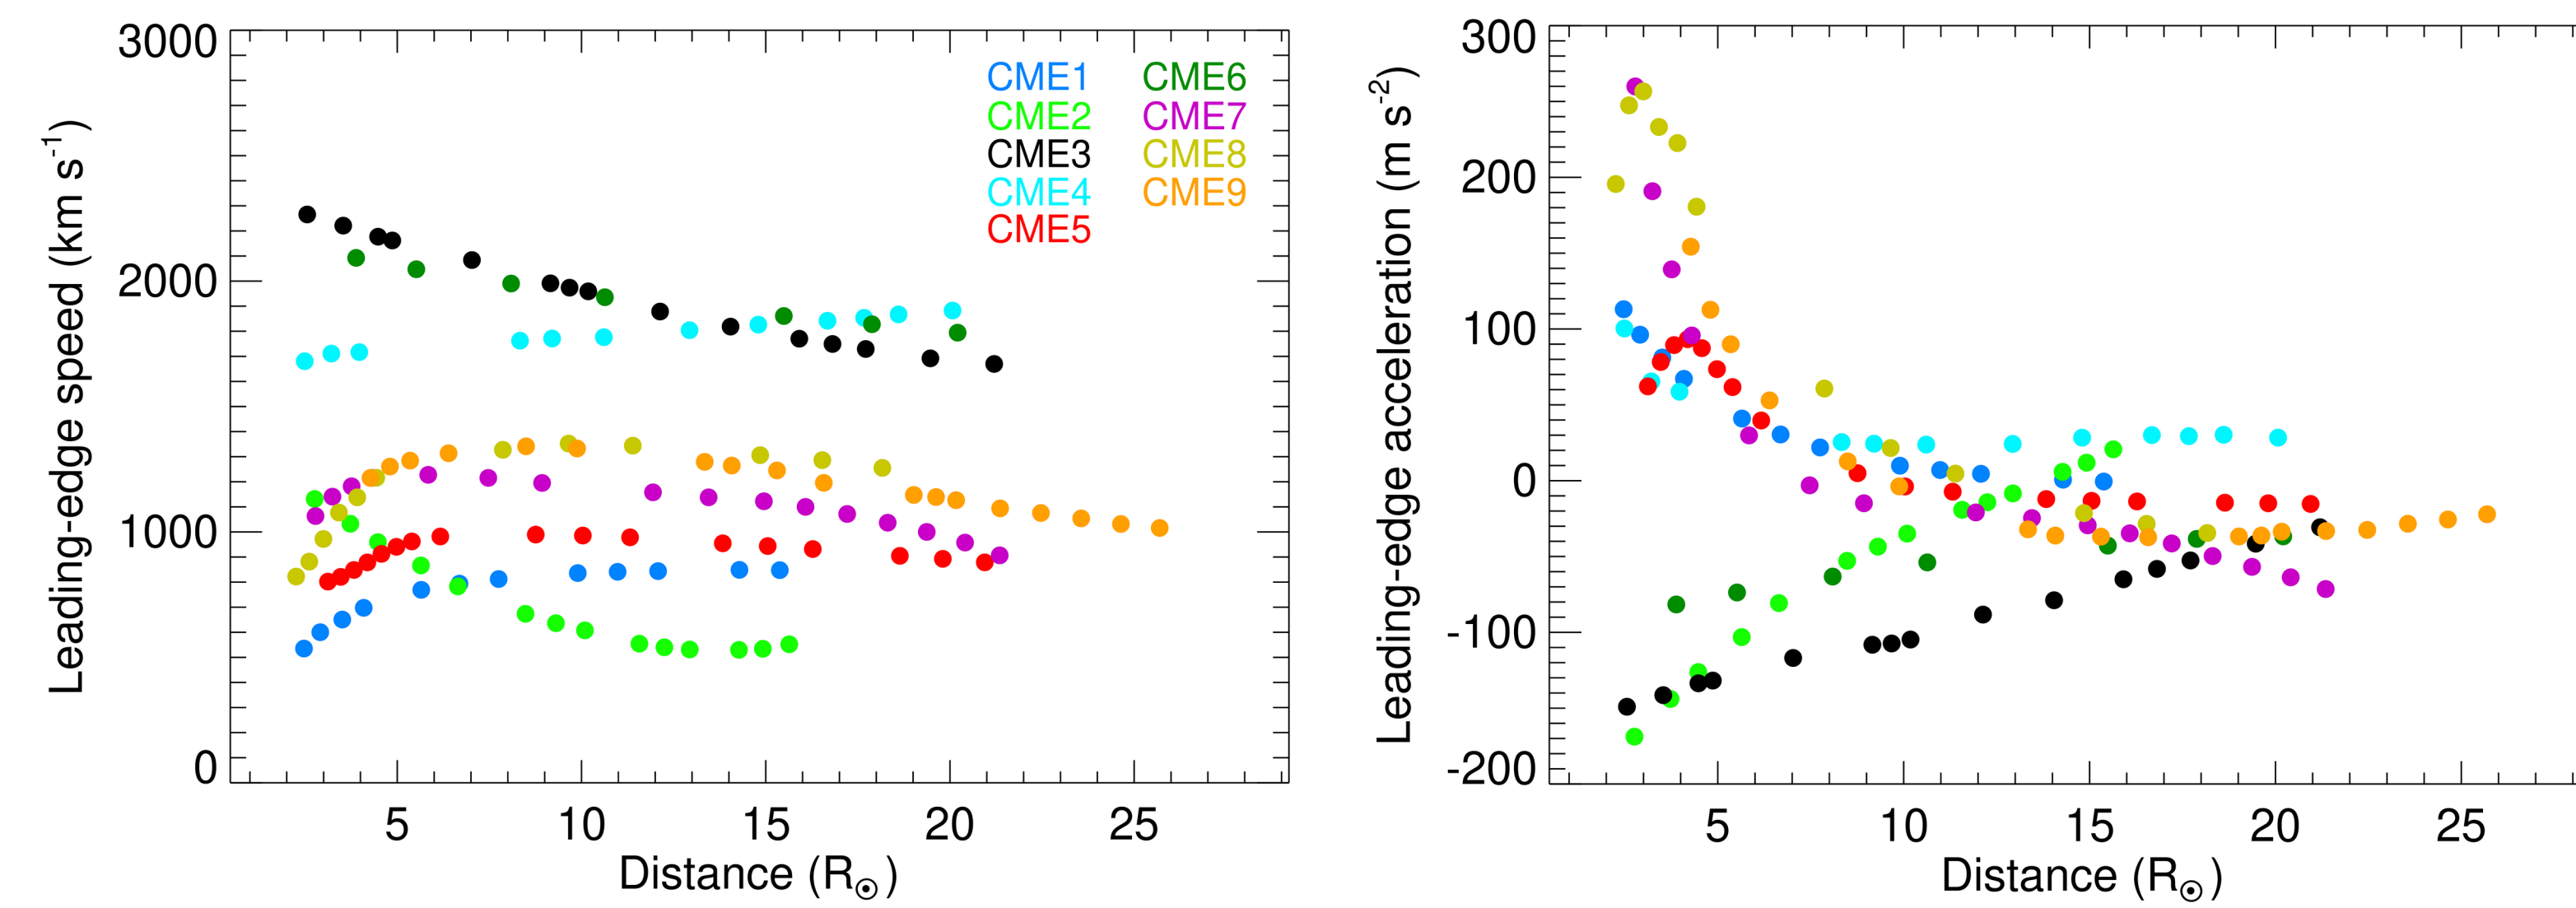 3000
2000
1000
0
Leading-edge speed (km s⁻¹)
5 10 15 20 25
Distance (R☉)
CME1
CME2
CME3
CME4
CME5
CME6
CME7
CME8
CME9
300
200
100
0
-100
-200
Leading-edge acceleration (m s⁻²)
5 10 15 20 25
Distance (R☉)